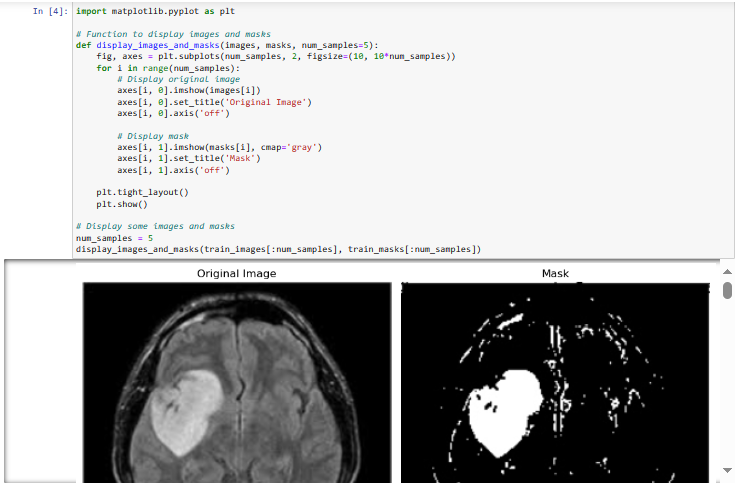 In [4]: import matplotlib.pyplot as plt
# Function to display images and masks
def display_images_and_masks(images, masks, num_samples=5):
    fig, axes = plt.subplots(num_samples, 2, figsize=(10, 10*num_samples))
    for i in range(num_samples):
        # Display original image
        axes[i, 0].imshow(images[i])
        axes[i, 0].set_title('Original Image')
        axes[i, 0].axis('off')
        # Display mask
        axes[i, 1].imshow(masks[i], cmap='gray')
        axes[i, 1].set_title('Mask')
        axes[i, 1].axis('off')
    plt.tight_layout()
    plt.show()
# Display some images and masks
num_samples = 5
display_images_and_masks(train_images[:num_samples], train_masks[:num_samples])
Original Image
Mask